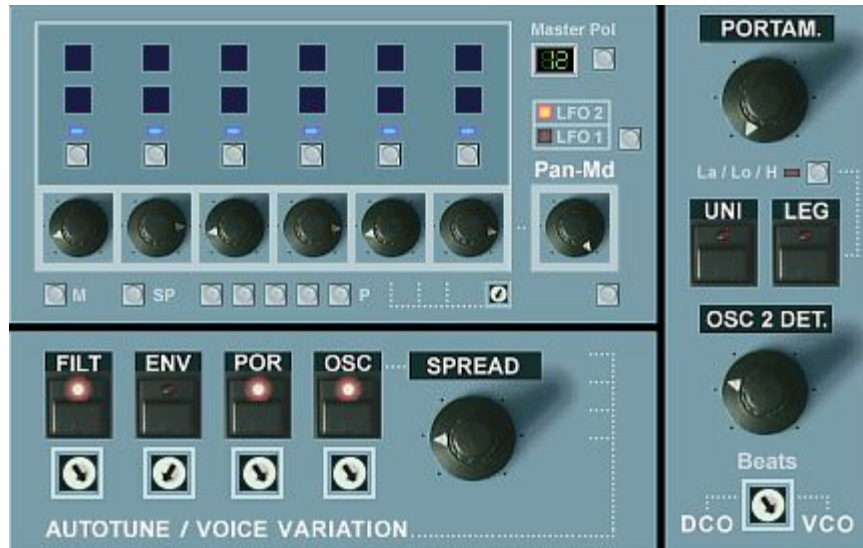 Master Pol
12
LFO 2
LFO 1
Pan-Md
M
SP
P
PORTAM.
La / Lo / H
UNI
LEG
OSC 2 DET.
Beats
DCO
VCO
FILT
ENV
POR
OSC
SPREAD
AUTOTUNE / VOICE VARIATION